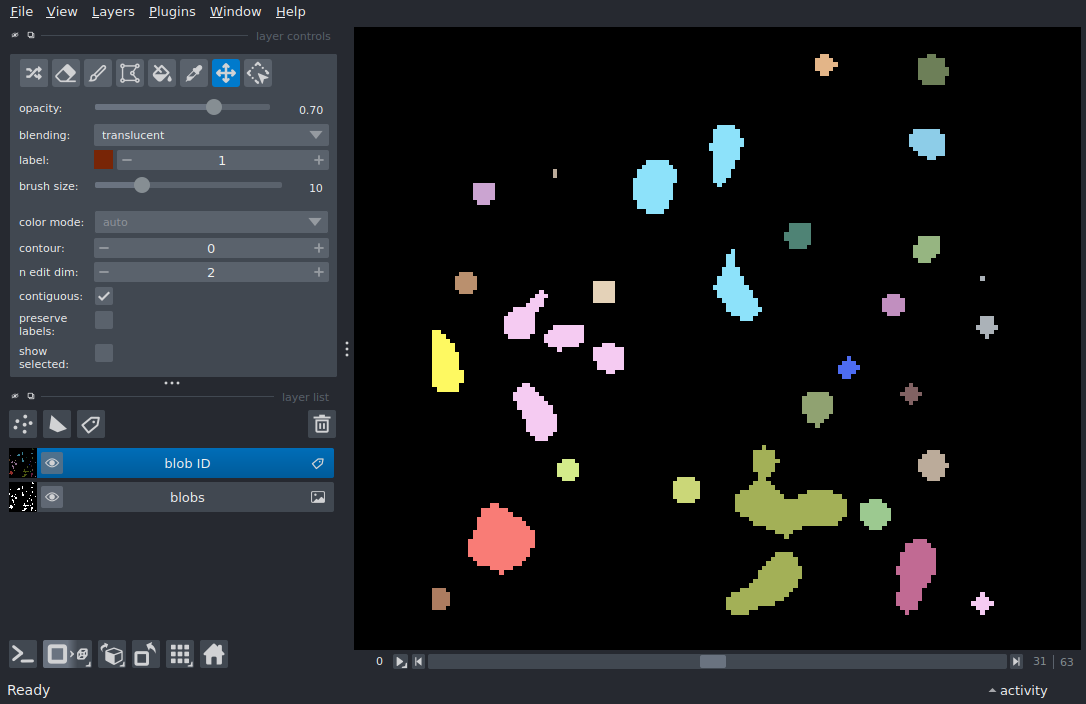 File View Layers Plugins Window Help
layer controls
opacity: 0.70
blending: translucent
label: 1
brush size: 10
color mode: auto
contour: 0
n edit dim: 2
contiguous:
preserve
labels:
show
selected:
layer list
blob ID
blobs
0 31 | 63
Ready activity